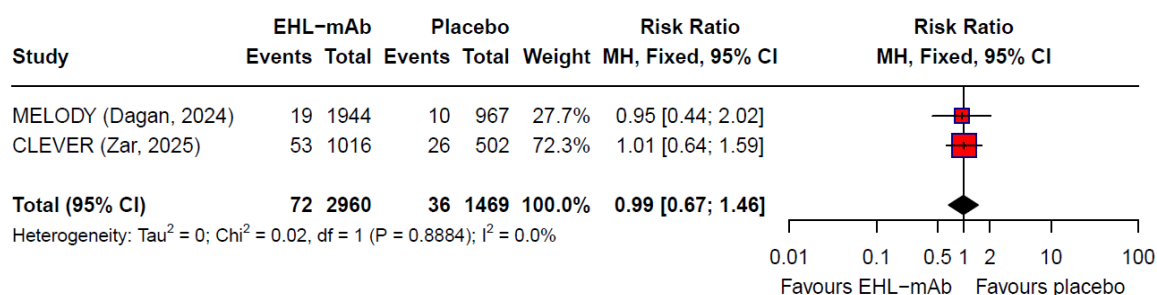 EHL−mAb Placebo Risk Ratio Risk Ratio
Study Events Total Events Total Weight MH, Fixed, 95% CI MH, Fixed, 95% CI
MELODY (Dagan, 2024) 19 1944 10 967 27.7% 0.95 [0.44; 2.02]
CLEVER (Zar, 2025) 53 1016 26 502 72.3% 1.01 [0.64; 1.59]
Total (95% CI) 72 2960 36 1469 100.0% 0.99 [0.67; 1.46]
Heterogeneity: Tau² = 0; Chi² = 0.02, df = 1 (P = 0.8884); I² = 0.0%
0.01 0.1 0.5 1 2 10 100
Favours EHL−mAb Favours placebo